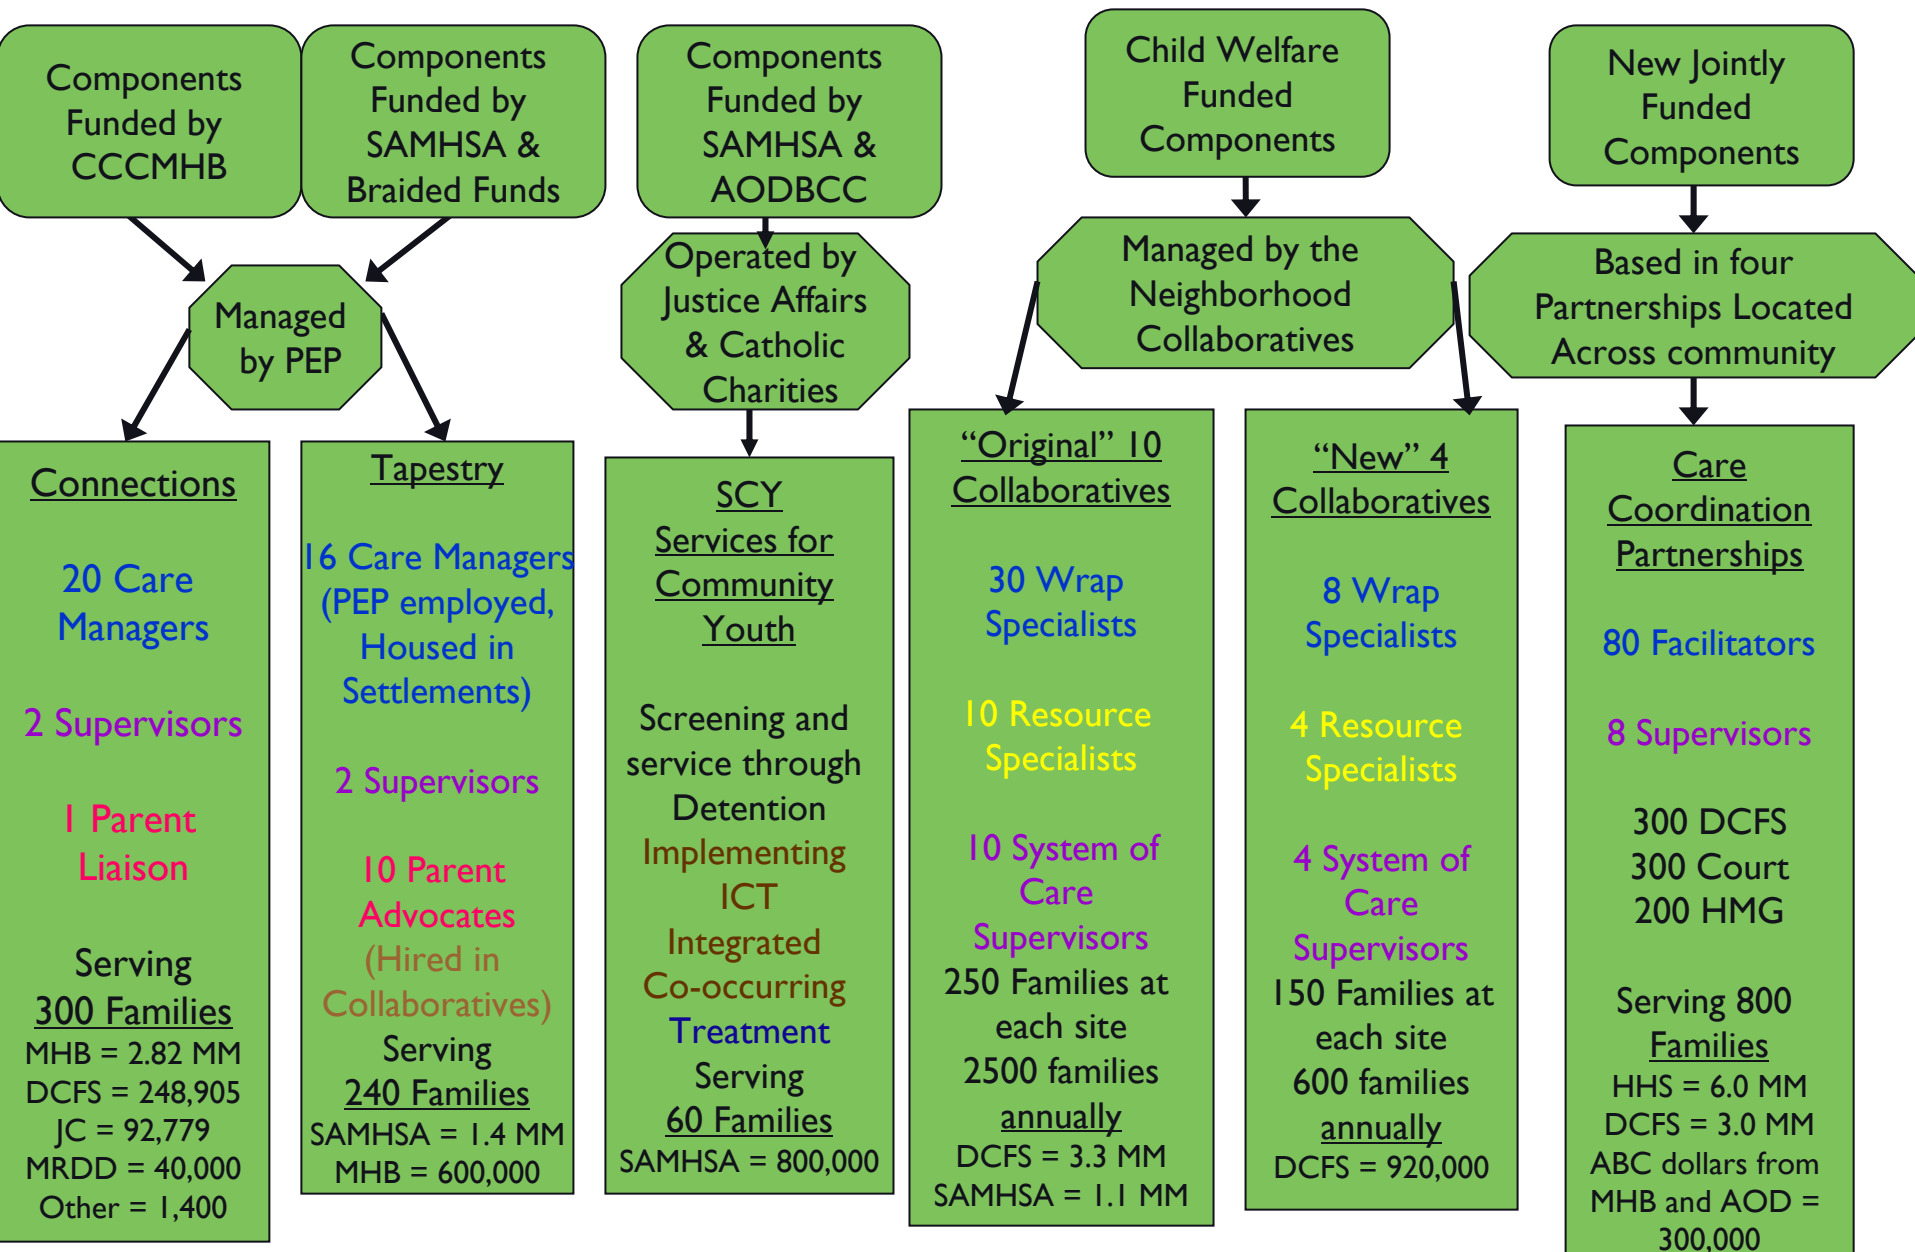 Components
Funded by
CCCMHB
Components
Funded by
SAMHSA &
Braided Funds
Components
Funded by
SAMHSA &
AODBCC
Child Welfare
Funded
Components
New Jointly
Funded
Components
Managed
by PEP
Operated by
Justice Affairs
& Catholic
Charities
Managed by the
Neighborhood
Collaboratives
Based in four
Partnerships Located
Across community
Connections
20 Care
Managers
2 Supervisors
1 Parent
Liaison
Serving
300 Families
MHB = 2.82 MM
DCFS = 248,905
JC = 92,779
MRDD = 40,000
Other = 1,400
Tapestry
16 Care Managers
(PEP employed,
Housed in
Settlements)
2 Supervisors
10 Parent
Advocates
(Hired in
Collaboratives)
Serving
240 Families
SAMHSA = 1.4 MM
MHB = 600,000
SCY
Services for
Community
Youth
Screening and
service through
Detention
Implementing
ICT
Integrated
Co-occurring
Treatment
Serving
60 Families
SAMHSA = 800,000
“Original” 10
Collaboratives
30 Wrap
Specialists
10 Resource
Specialists
10 System of
Care
Supervisors
250 Families at
each site
2500 families
annually
DCFS = 3.3 MM
SAMHSA = 1.1 MM
“New” 4
Collaboratives
8 Wrap
Specialists
4 Resource
Specialists
4 System of
Care
Supervisors
150 Families at
each site
600 families
annually
DCFS = 920,000
Care
Coordination
Partnerships
80 Facilitators
8 Supervisors
300 DCFS
300 Court
200 HMG
Serving 800
Families
HHS = 6.0 MM
DCFS = 3.0 MM
ABC dollars from
MHB and AOD =
300,000